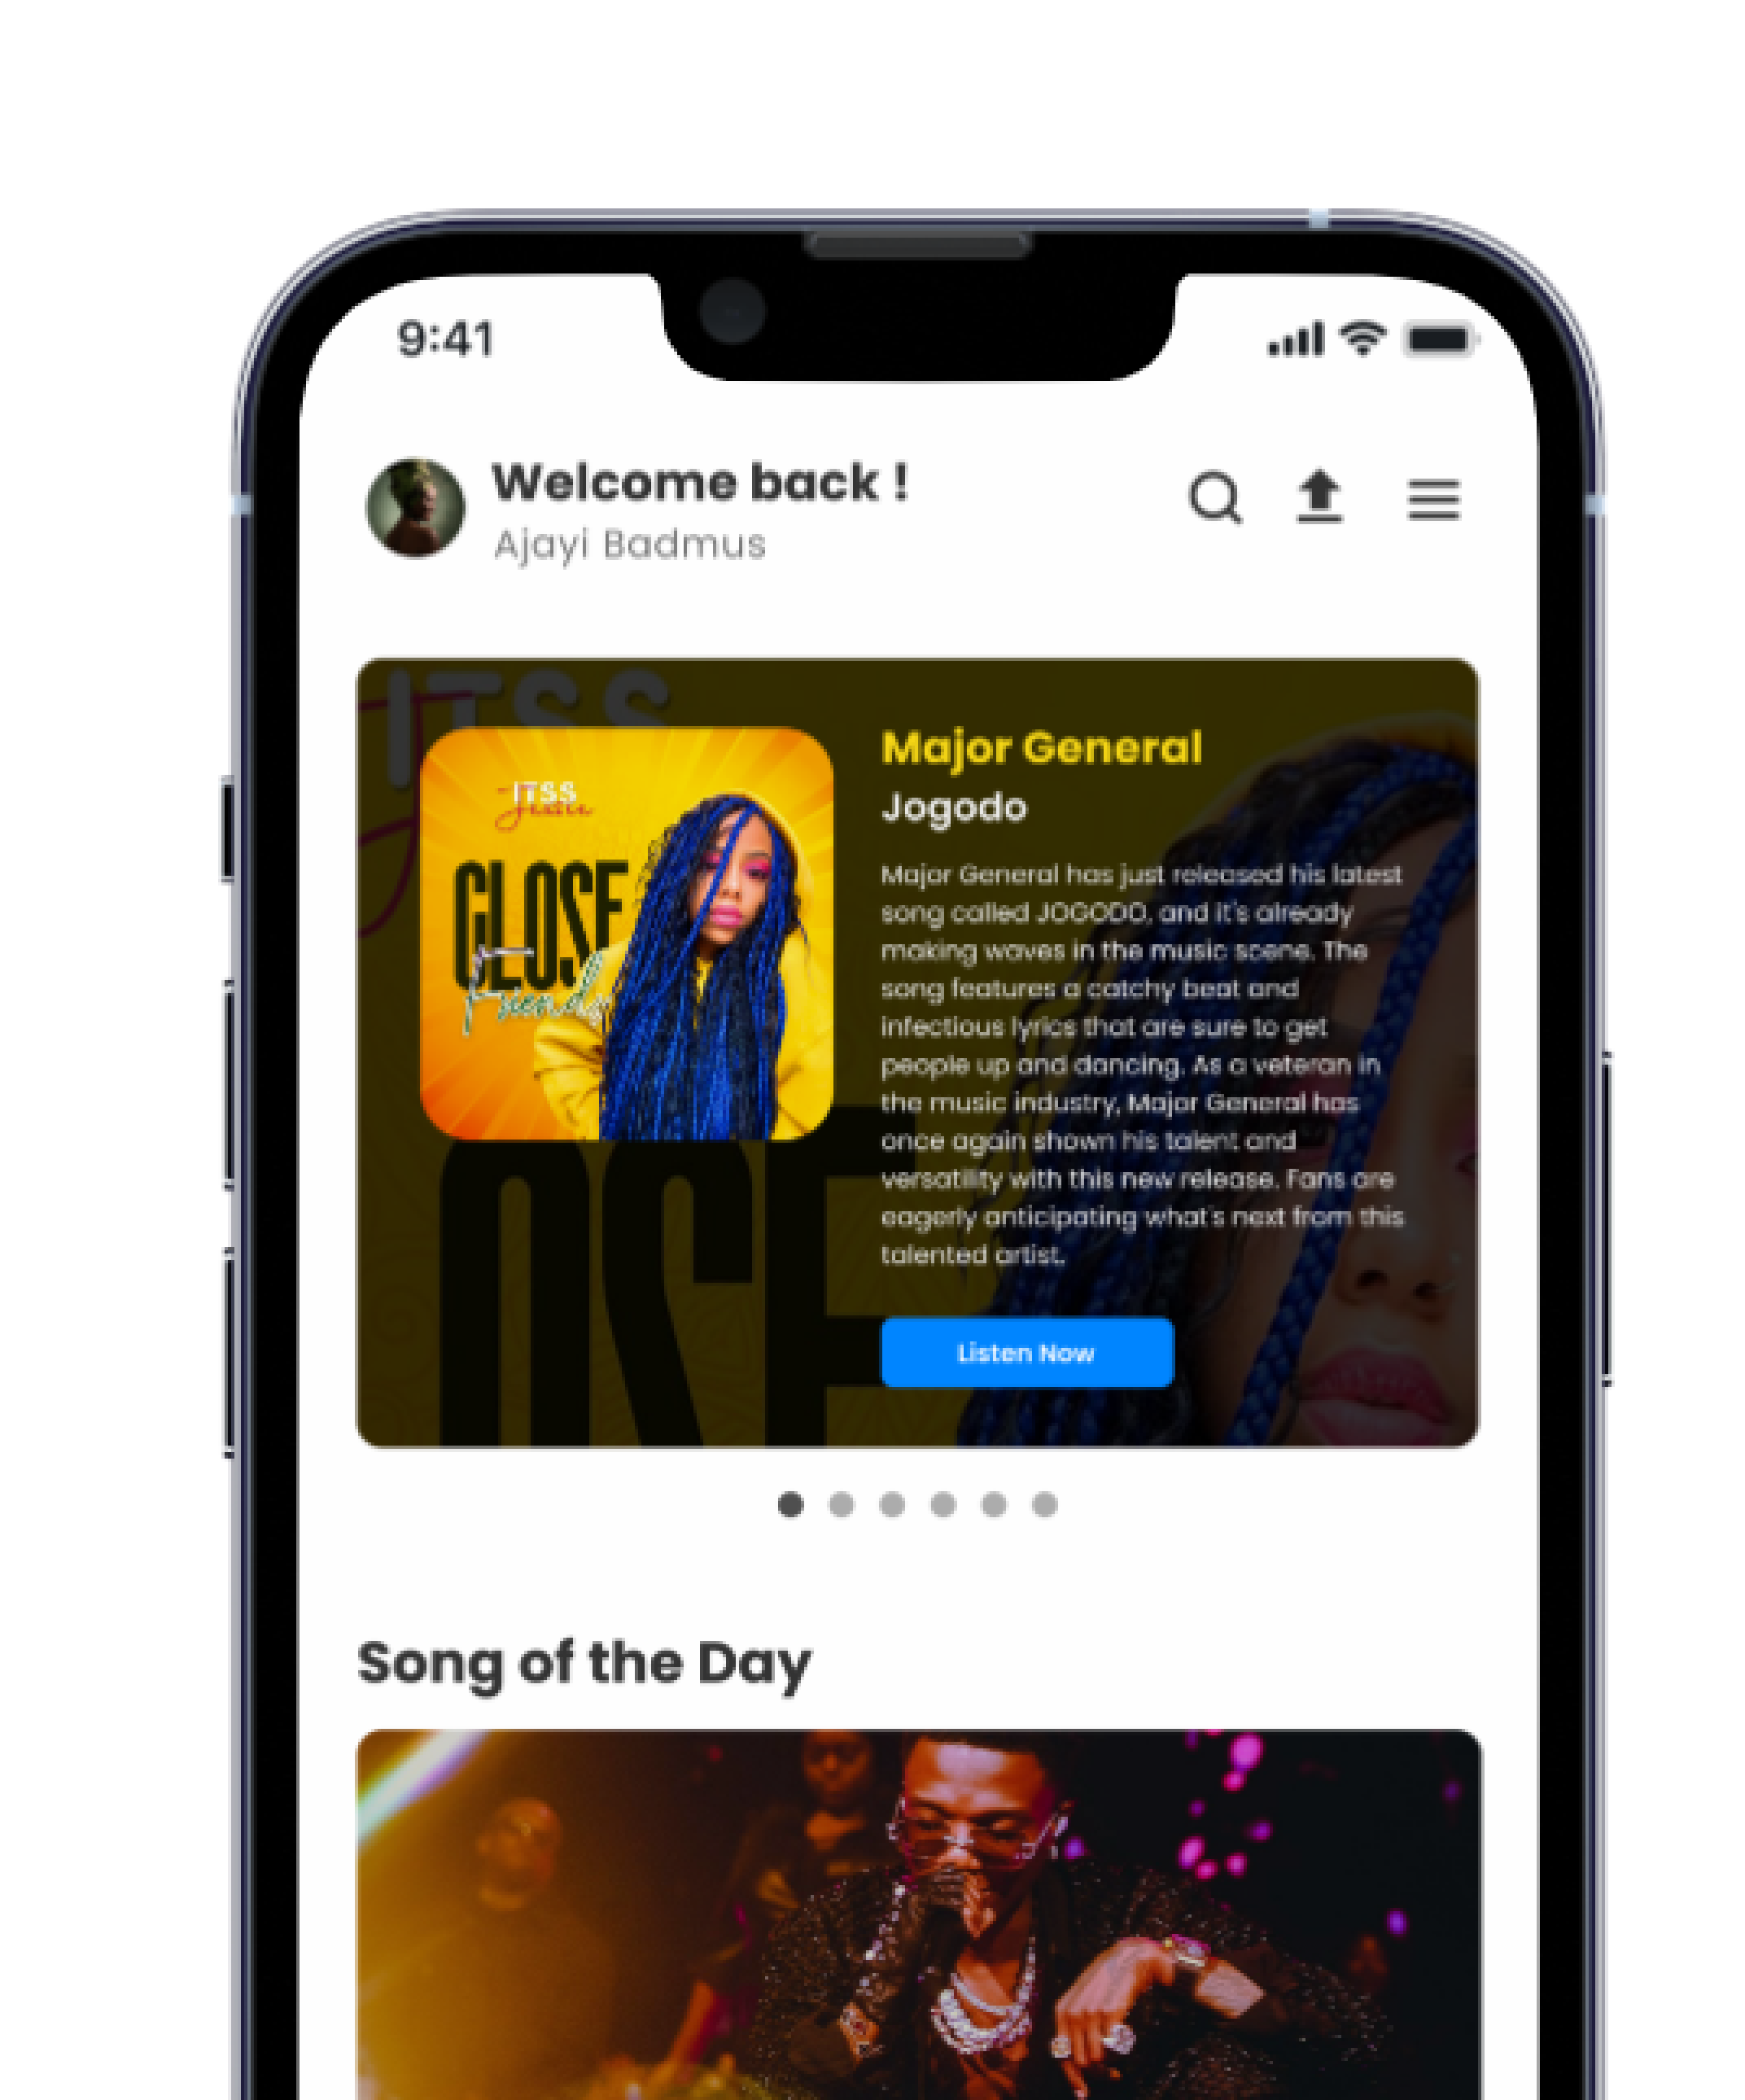 9:41
Welcome back !
Ajayi Badmus
ITSS
ITSS
Jessie
CLOSE
Friends
OSE
Major General
Jogodo
Major General has just released his latest
song called JOGODO, and it's already
making waves in the music scene. The
song features a catchy beat and
infectious lyrics that are sure to get
people up and dancing. As a veteran in
the music industry, Major General has
once again shown his talent and
versatility with this new release. Fans are
eagerly anticipating what's next from this
talented artist.
Listen Now
Song of the Day